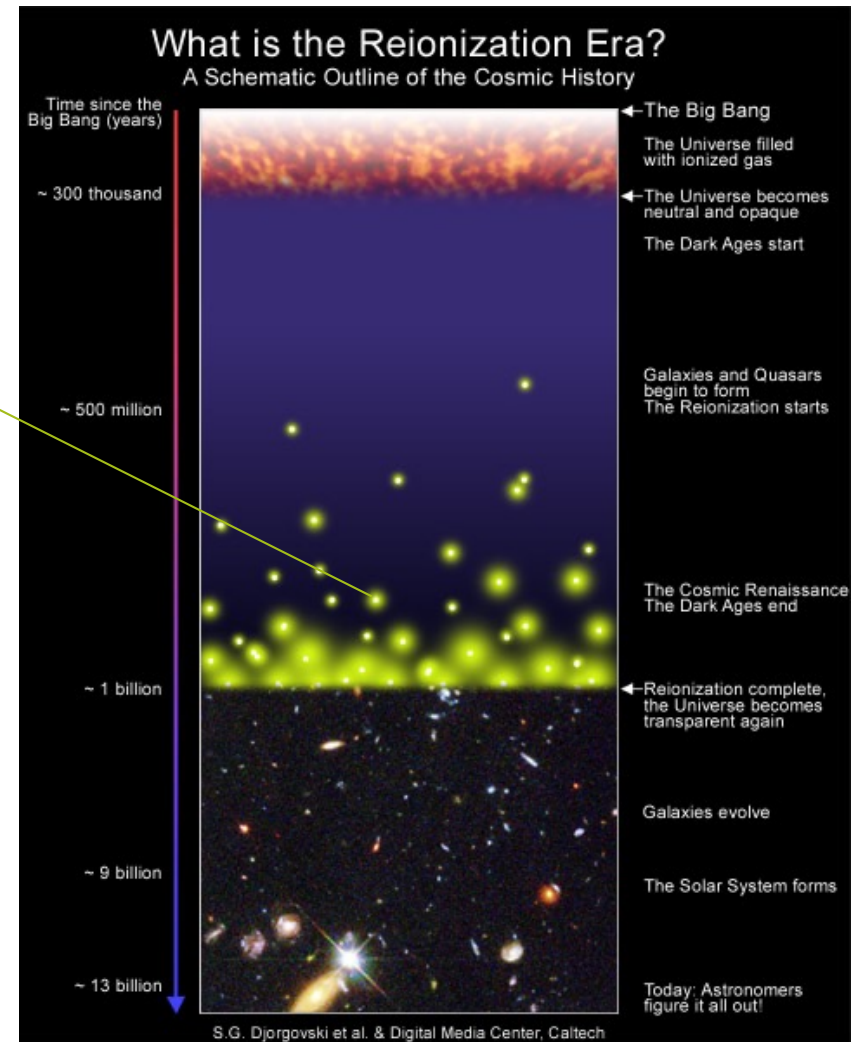 What is the Reionization Era?
A Schematic Outline of the Cosmic History
Time since the
Big Bang (years)
The Big Bang
The Universe filled
with ionized gas
~ 300 thousand
The Universe becomes
neutral and opaque
The Dark Ages start
Galaxies and Quasars
begin to form
The Reionization starts
~ 500 million
The Cosmic Renaissance
The Dark Ages end
~ 1 billion
Reionization complete,
the Universe becomes
transparent again
Galaxies evolve
~ 9 billion
The Solar System forms
~ 13 billion
Today: Astronomers
figure it all out!
S.G. Djorgovski et al. & Digital Media Center, Caltech